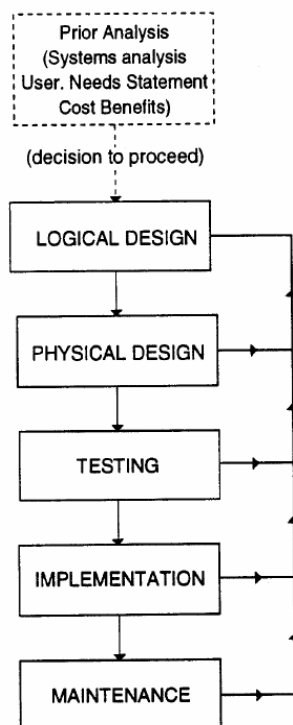 Prior Analysis
(Systems analysis
User. Needs Statement
Cost Benefits)
(decision to proceed)
LOGICAL DESIGN
PHYSICAL DESIGN
TESTING
IMPLEMENTATION
MAINTENANCE